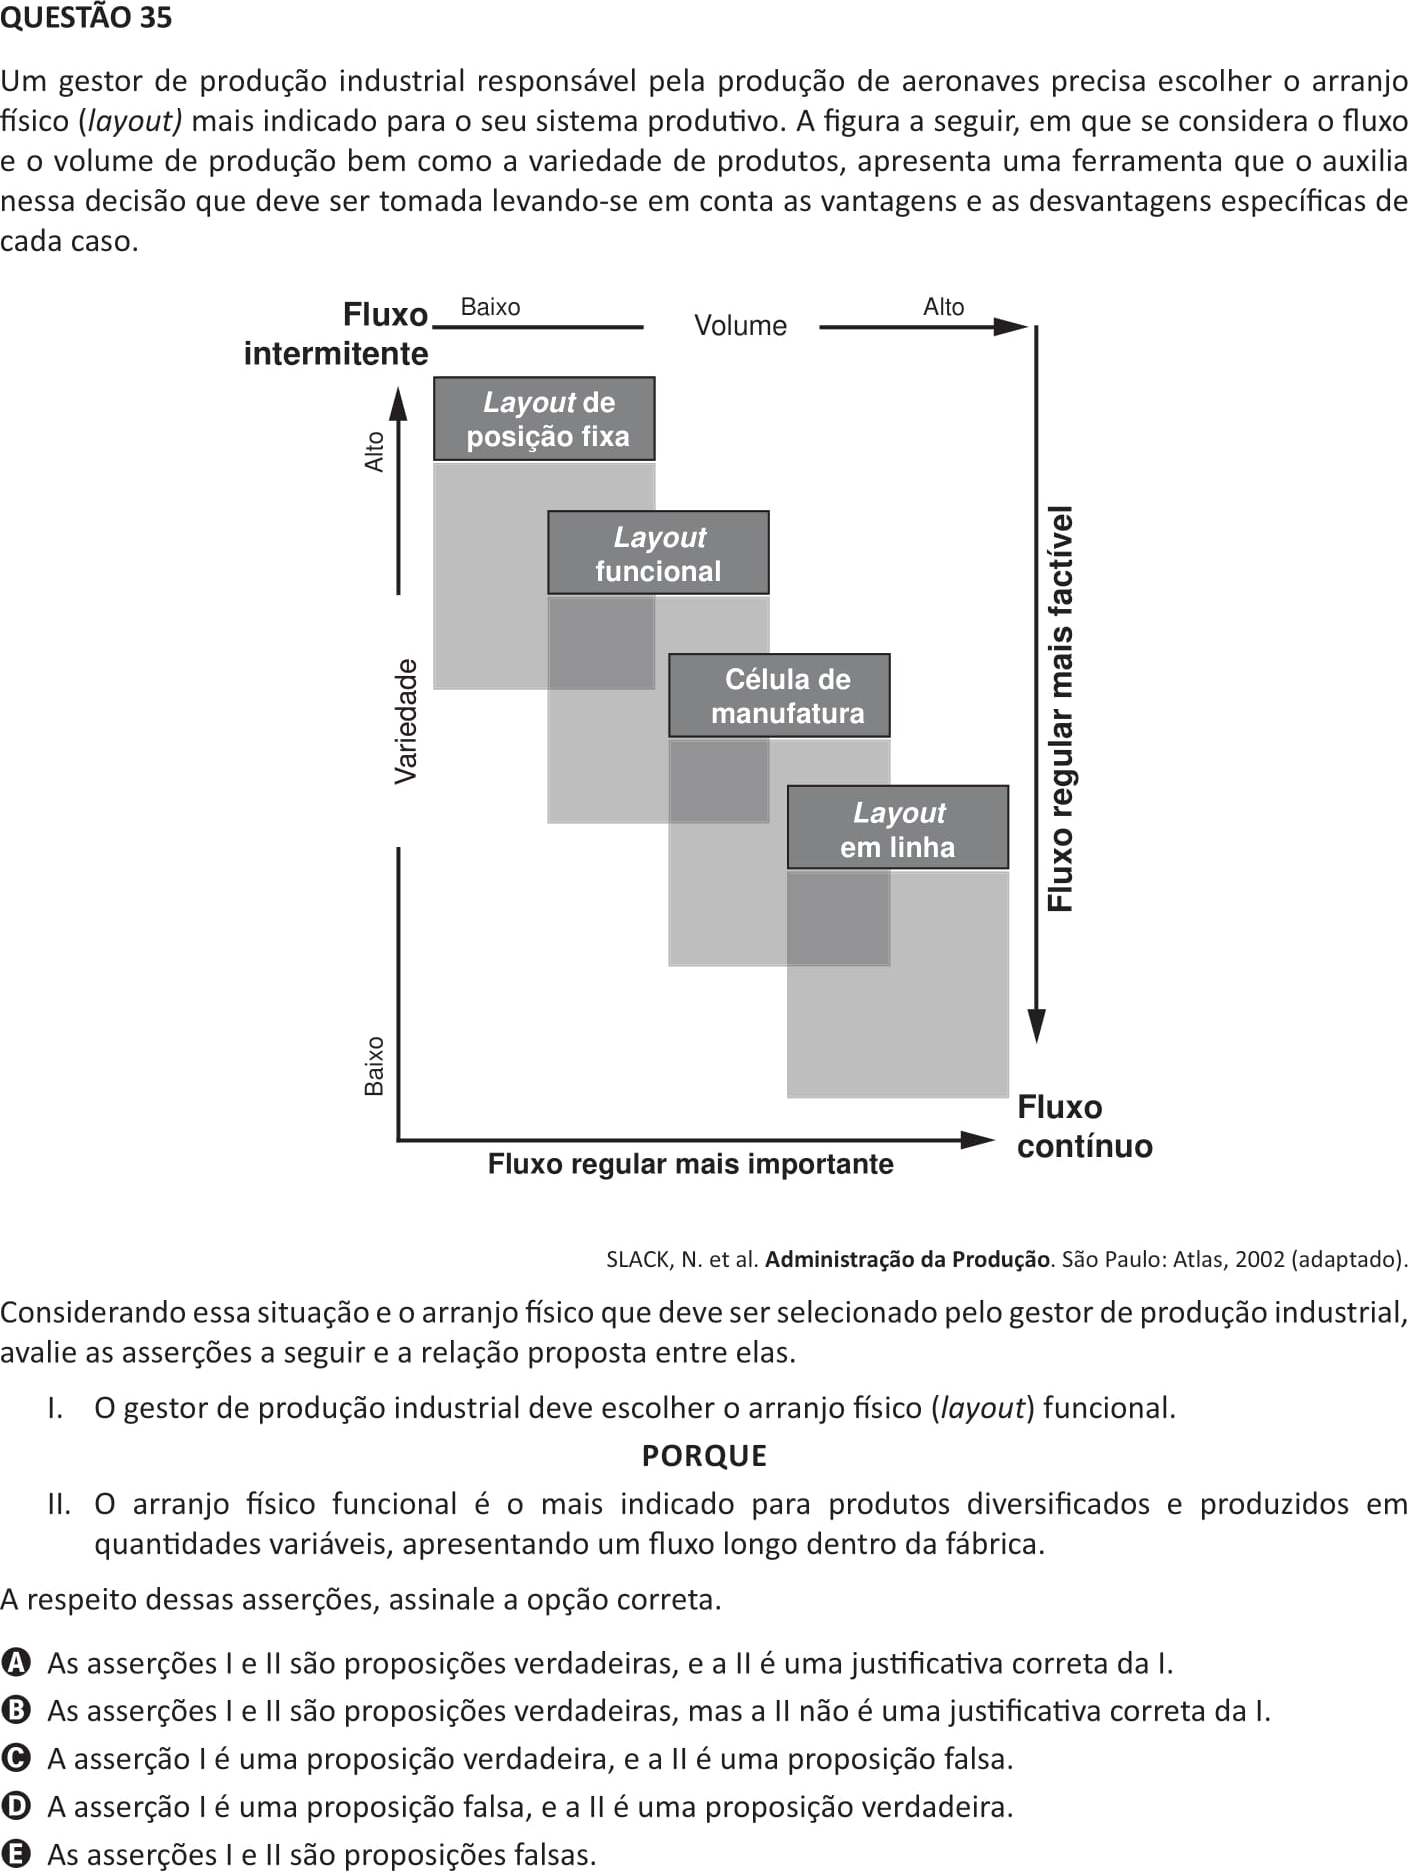 QUESTÃO 35
Um gestor de produção industrial responsável pela produção de aeronaves precisa escolher o arranjo
físico (layout) mais indicado para o seu sistema produtivo. A figura a seguir, em que se considera o fluxo
e o volume de produção bem como a variedade de produtos, apresenta uma ferramenta que o auxilia
nessa decisão que deve ser tomada levando-se em conta as vantagens e as desvantagens específicas de
cada caso.
Fluxo
intermitente
Baixo
Volume
Alto
Alto
Variedade
Baixo
Layout de
posição fixa
Layout
funcional
Célula de
manufatura
Layout
em linha
Fluxo regular mais factível
Fluxo
contínuo
Fluxo regular mais importante
SLACK, N. et al. Administração da Produção. São Paulo: Atlas, 2002 (adaptado).
Considerando essa situação e o arranjo físico que deve ser selecionado pelo gestor de produção industrial,
avalie as asserções a seguir e a relação proposta entre elas.
I. O gestor de produção industrial deve escolher o arranjo físico (layout) funcional.
PORQUE
II. O arranjo físico funcional é o mais indicado para produtos diversificados e produzidos em
quantidades variáveis, apresentando um fluxo longo dentro da fábrica.
A respeito dessas asserções, assinale a opção correta.
A As asserções I e II são proposições verdadeiras, e a II é uma justificativa correta da I.
B As asserções I e II são proposições verdadeiras, mas a II não é uma justificativa correta da I.
C A asserção I é uma proposição verdadeira, e a II é uma proposição falsa.
D A asserção I é uma proposição falsa, e a II é uma proposição verdadeira.
E As asserções I e II são proposições falsas.